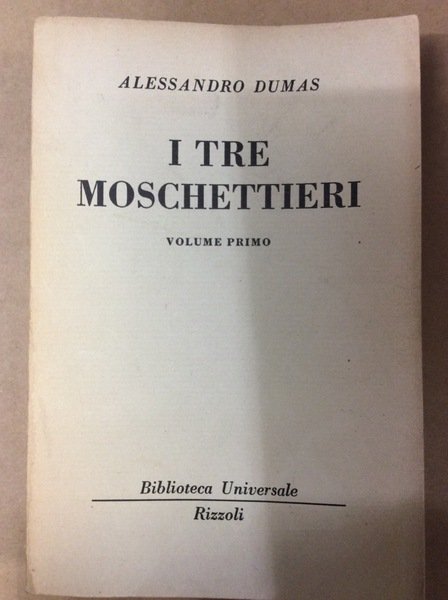 ALESSANDRO DUMAS
I TRE
MOSCHETTIERI
VOLUME PRIMO
Biblioteca Universale
Rizzoli